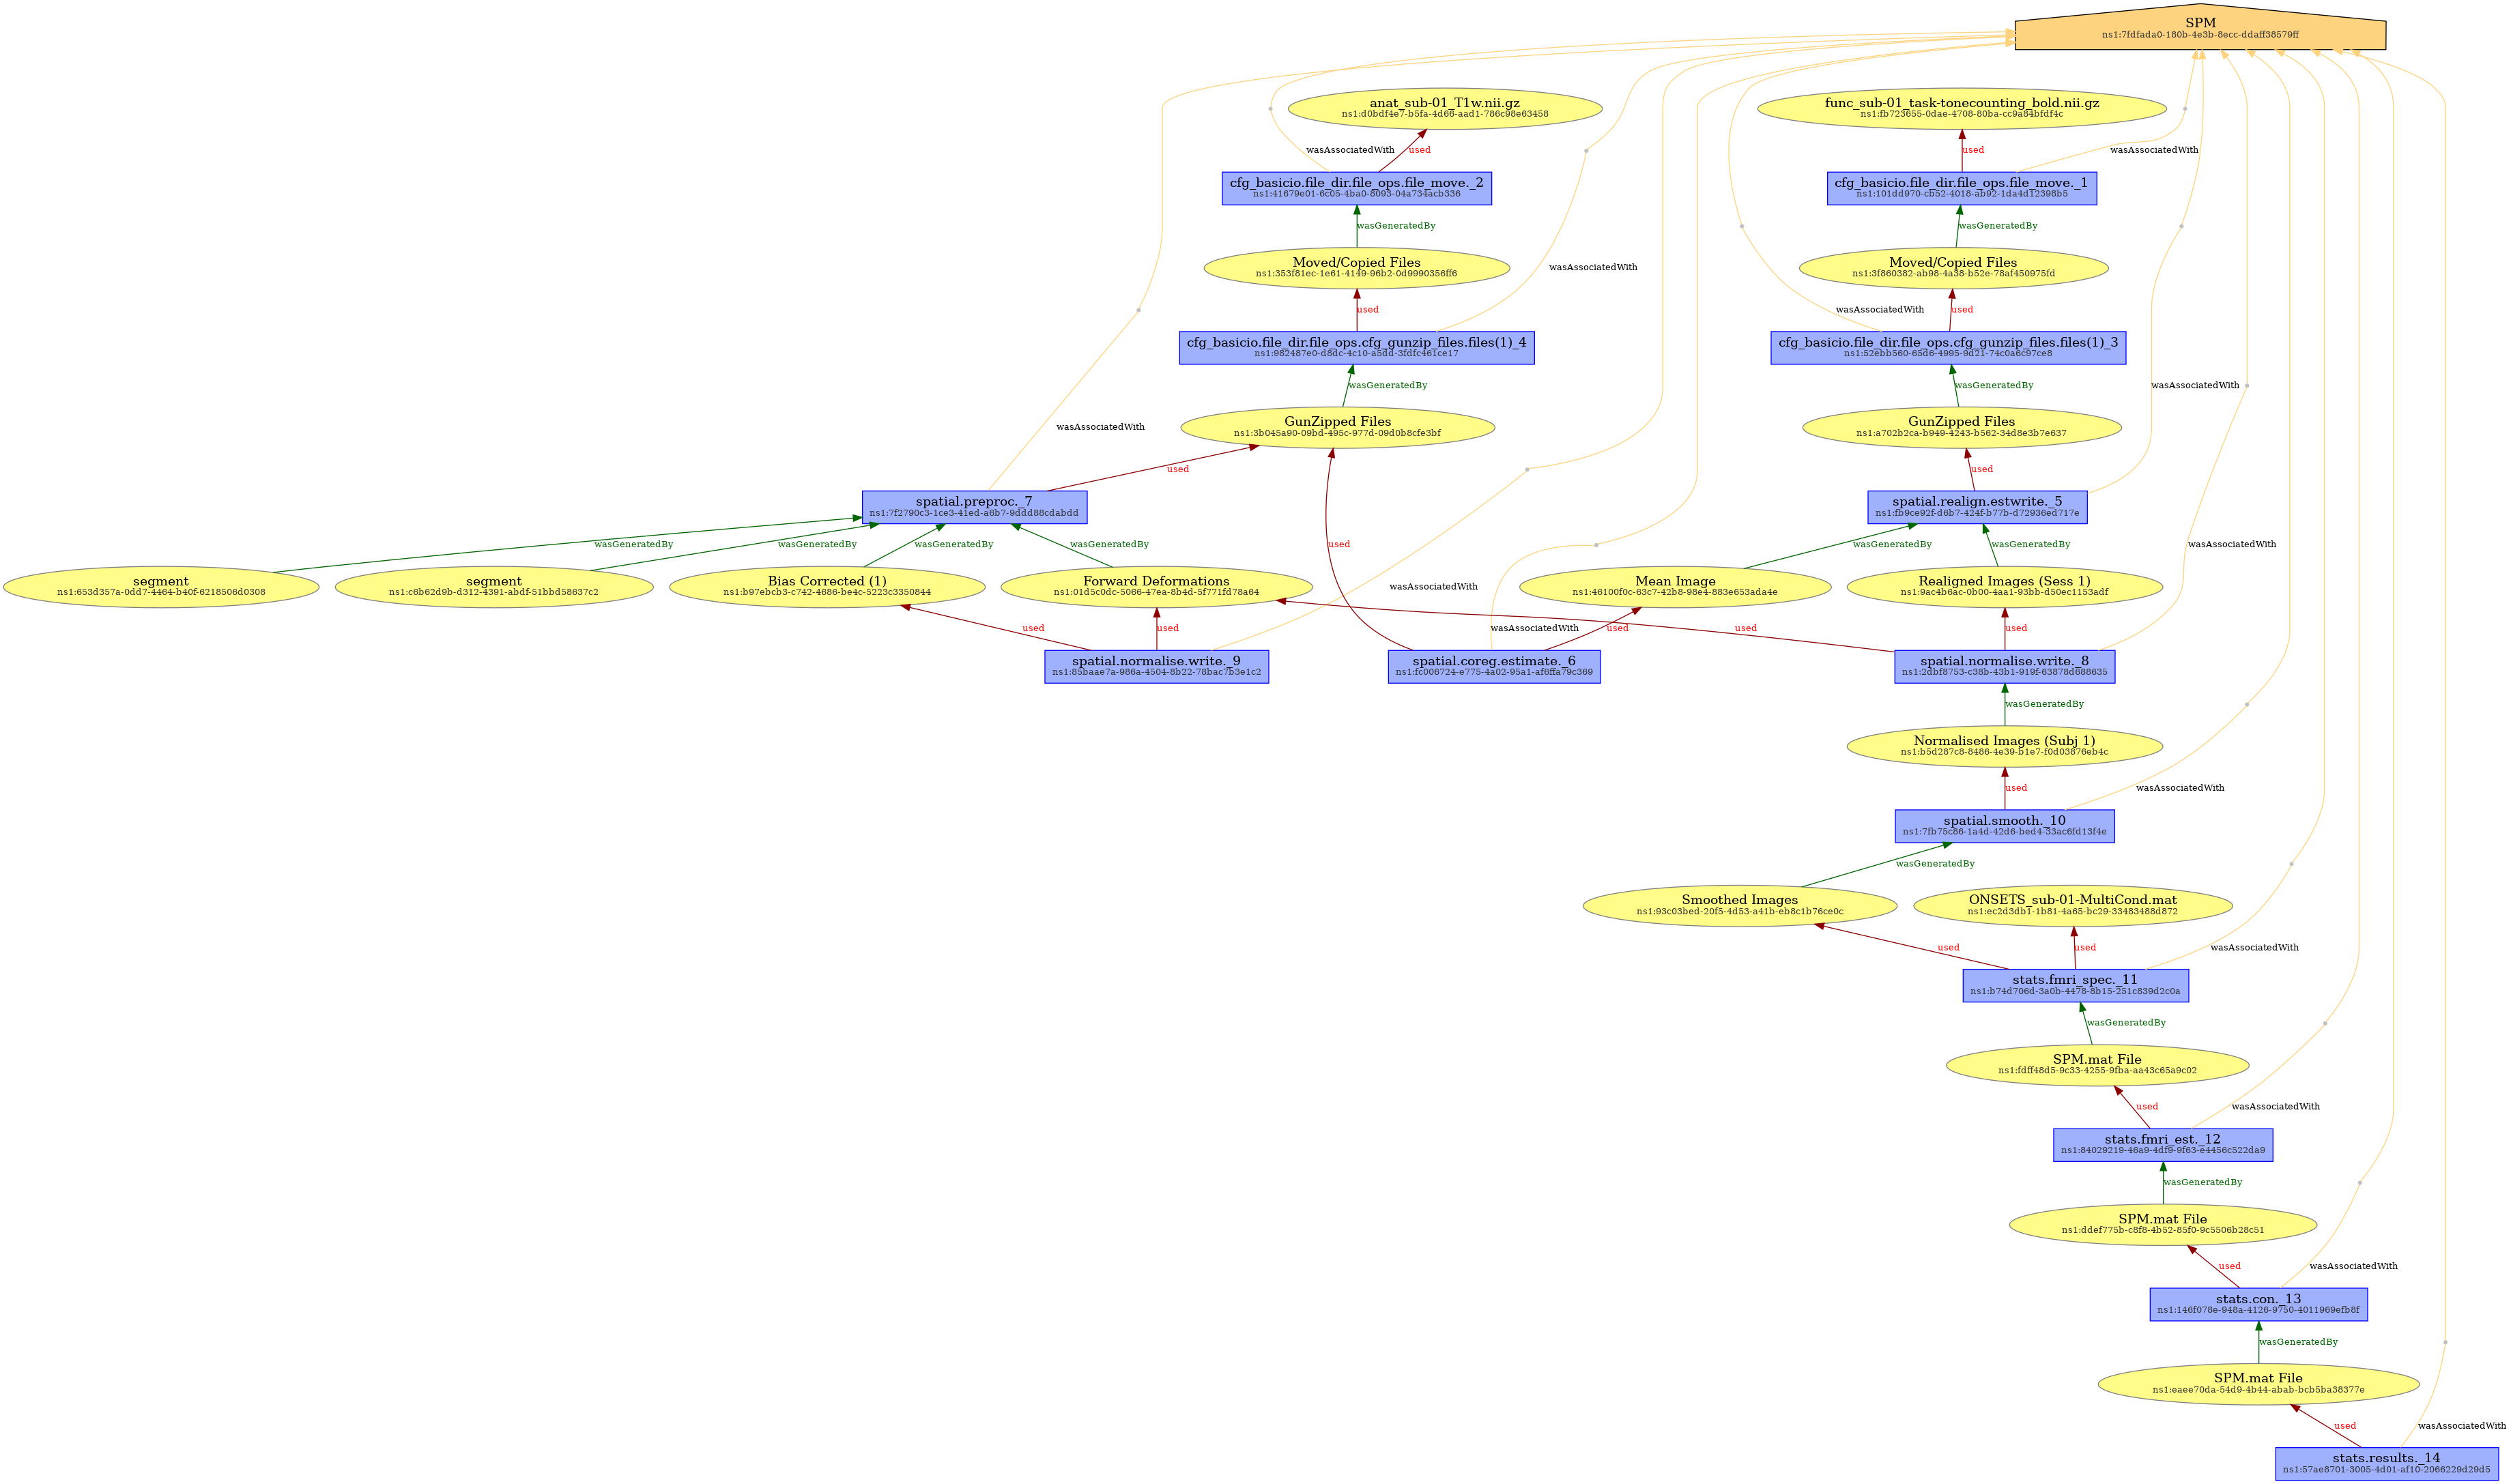 SPM
ns1:7fdfada0-180b-4e3b-8ecc-ddaff38579ff
anat_sub-01_T1w.nii.gz
ns1:d0bdf4e7-b5fa-4d66-aad1-786c98e63458
func_sub-01_task-tonecounting_bold.nii.gz
ns1:fb723655-0dae-4708-80ba-cc9a84bfdf4c
wasAssociatedWith
used
used
wasAssociatedWith
cfg_basicio.file_dir.file_ops.file_move._2
ns1:41679e01-6c05-4ba0-8093-04a734acb336
cfg_basicio.file_dir.file_ops.file_move._1
ns1:101dd970-cb52-4018-ab92-1da4d12398b5
wasGeneratedBy
wasGeneratedBy
Moved/Copied Files
ns1:353f81ec-1e61-4149-96b2-0d9990356ff6
wasAssociatedWith
Moved/Copied Files
ns1:3f860382-ab98-4a38-b52e-78af450975fd
used
wasAssociatedWith
used
cfg_basicio.file_dir.file_ops.cfg_gunzip_files.files(1)_4
ns1:982487e0-d8dc-4c10-a5dd-3fdfc461ce17
cfg_basicio.file_dir.file_ops.cfg_gunzip_files.files(1)_3
ns1:52ebb560-65d6-4995-9d21-74c0a6c97ce8
wasGeneratedBy
wasGeneratedBy
wasAssociatedWith
wasAssociatedWith
GunZipped Files
ns1:3b045a90-09bd-495c-977d-09d0b8cfe3bf
GunZipped Files
ns1:a702b2ca-b949-4243-b562-34d8e3b7e637
used
used
spatial.preproc._7
ns1:7f2790c3-1ce3-41ed-a6b7-9ddd88cdabdd
spatial.realign.estwrite._5
ns1:fb9ce92f-d6b7-424f-b77b-d72936ed717e
wasGeneratedBy
wasGeneratedBy
wasGeneratedBy
wasGeneratedBy
used
wasGeneratedBy
wasGeneratedBy
wasAssociatedWith
segment
ns1:653d357a-0dd7-4464-b40f-6218506d0308
segment
ns1:c6b62d9b-d312-4391-abdf-51bbd58637c2
Bias Corrected (1)
ns1:b97ebcb3-c742-4686-be4c-5223c3350844
Forward Deformations
ns1:01d5c0dc-5066-47ea-8b4d-5f771fd78a64
wasAssociatedWith
Mean Image
ns1:46100f0c-63c7-42b8-98e4-883e653ada4e
Realigned Images (Sess 1)
ns1:9ac4b6ac-0b00-4aa1-93bb-d50ec1153adf
used
used
wasAssociatedWith
used
used
used
spatial.normalise.write._9
ns1:85baae7a-986a-4504-8b22-78bac7b3e1c2
spatial.coreg.estimate._6
ns1:fc006724-e775-4a02-95a1-af6ffa79c369
spatial.normalise.write._8
ns1:2dbf8753-c38b-43b1-919f-63878d688635
wasGeneratedBy
Normalised Images (Subj 1)
ns1:b5d287c8-8486-4e39-b1e7-f0d03876eb4c
used
wasAssociatedWith
spatial.smooth._10
ns1:7fb75c86-1a4d-42d6-bed4-33ac6fd13f4e
wasGeneratedBy
Smoothed Images
ns1:93c03bed-20f5-4d53-a41b-eb8c1b76ce0c
ONSETS_sub-01-MultiCond.mat
ns1:ec2d3db1-1b81-4a65-bc29-33483488d872
used
used
wasAssociatedWith
stats.fmri_spec._11
ns1:b74d706d-3a0b-4478-8b15-251c839d2c0a
wasGeneratedBy
SPM.mat File
ns1:fdff48d5-9c33-4255-9fba-aa43c65a9c02
used
wasAssociatedWith
stats.fmri_est._12
ns1:84029219-46a9-4df9-9f63-e4456c522da9
wasGeneratedBy
SPM.mat File
ns1:ddef775b-c8f8-4b52-85f0-9c5506b28c51
used
wasAssociatedWith
stats.con._13
ns1:146f078e-948a-4126-9750-4011969efb8f
wasGeneratedBy
SPM.mat File
ns1:eaee70da-54d9-4b44-abab-bcb5ba38377e
used
wasAssociatedWith
stats.results._14
ns1:57ae8701-3005-4d01-af10-2066229d29d5